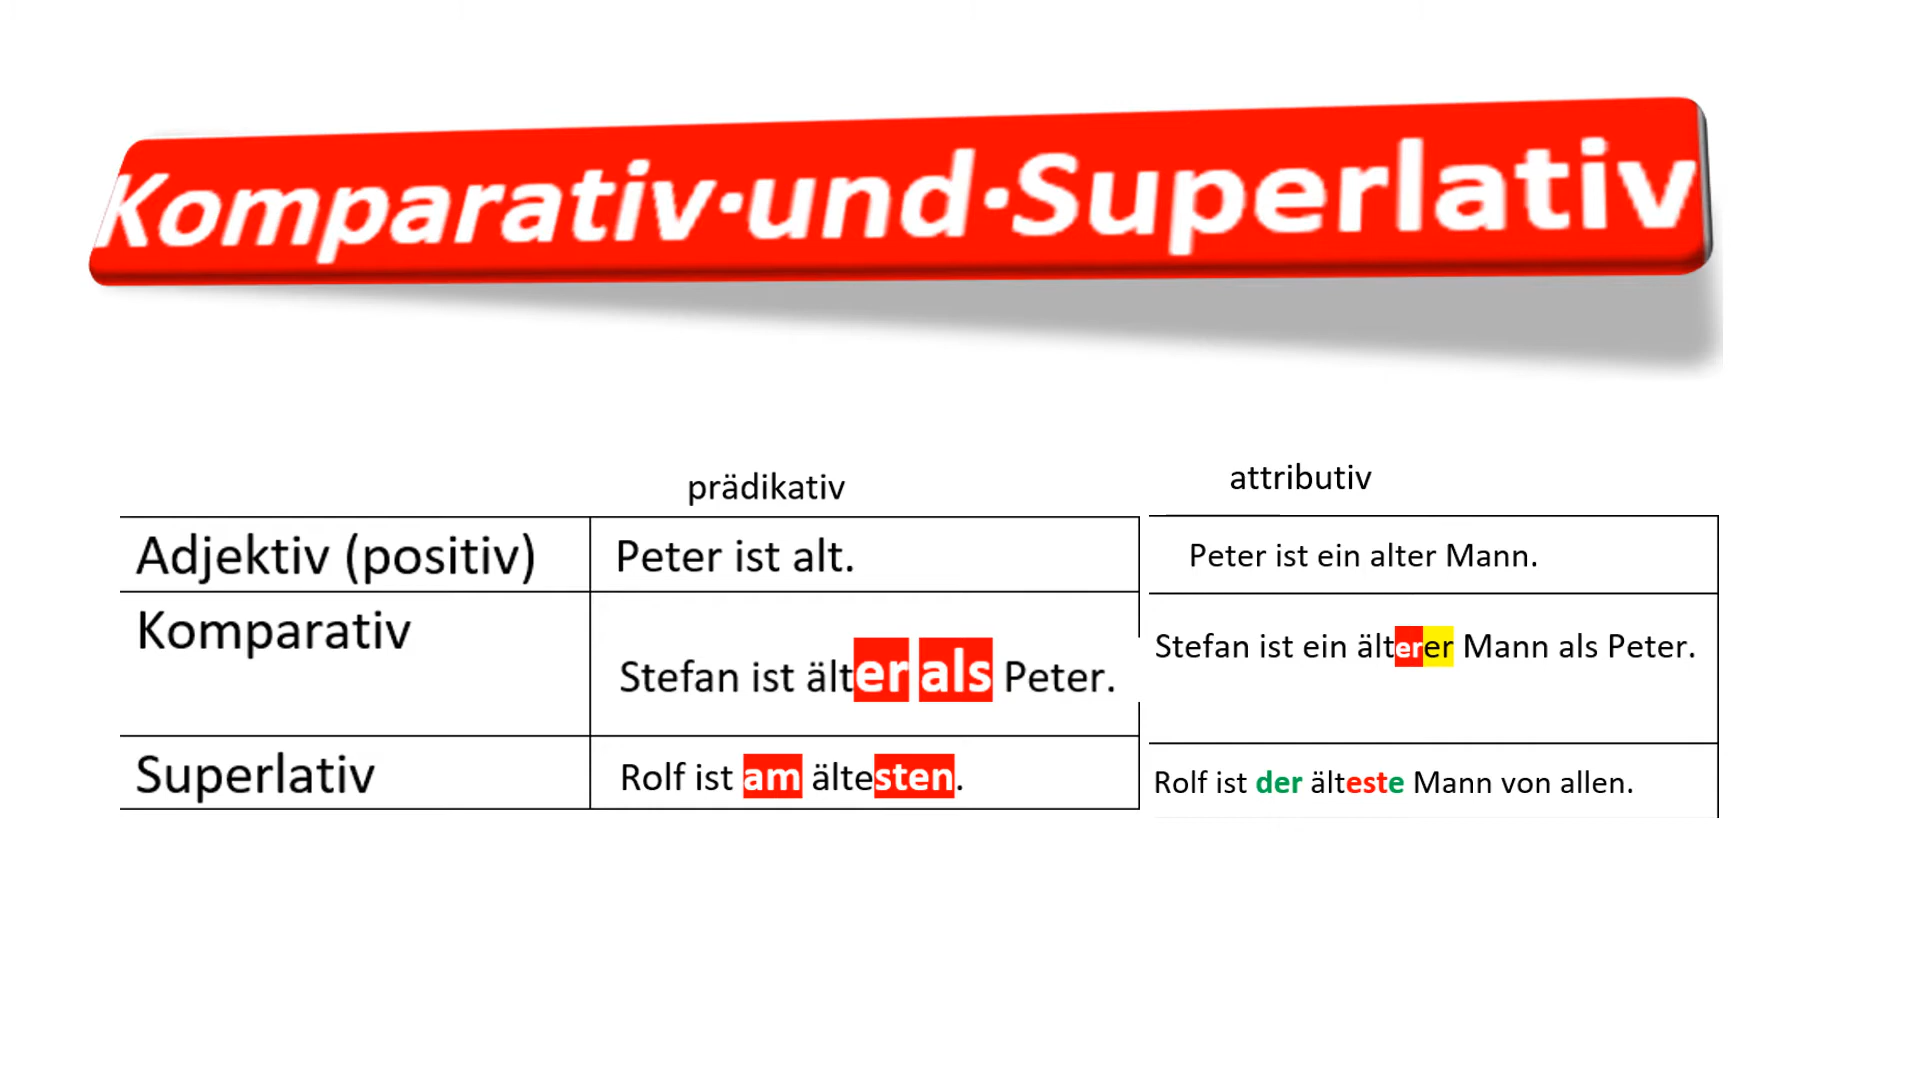 Komparativ·und·Superlativ
prädikativ attributiv
Adjektiv (positiv) Peter ist alt. Peter ist ein alter Mann.
Komparativ Stefan ist älter als Peter. Stefan ist ein älterer Mann als Peter.
Superlativ Rolf ist am ältesten. Rolf ist der älteste Mann von allen.